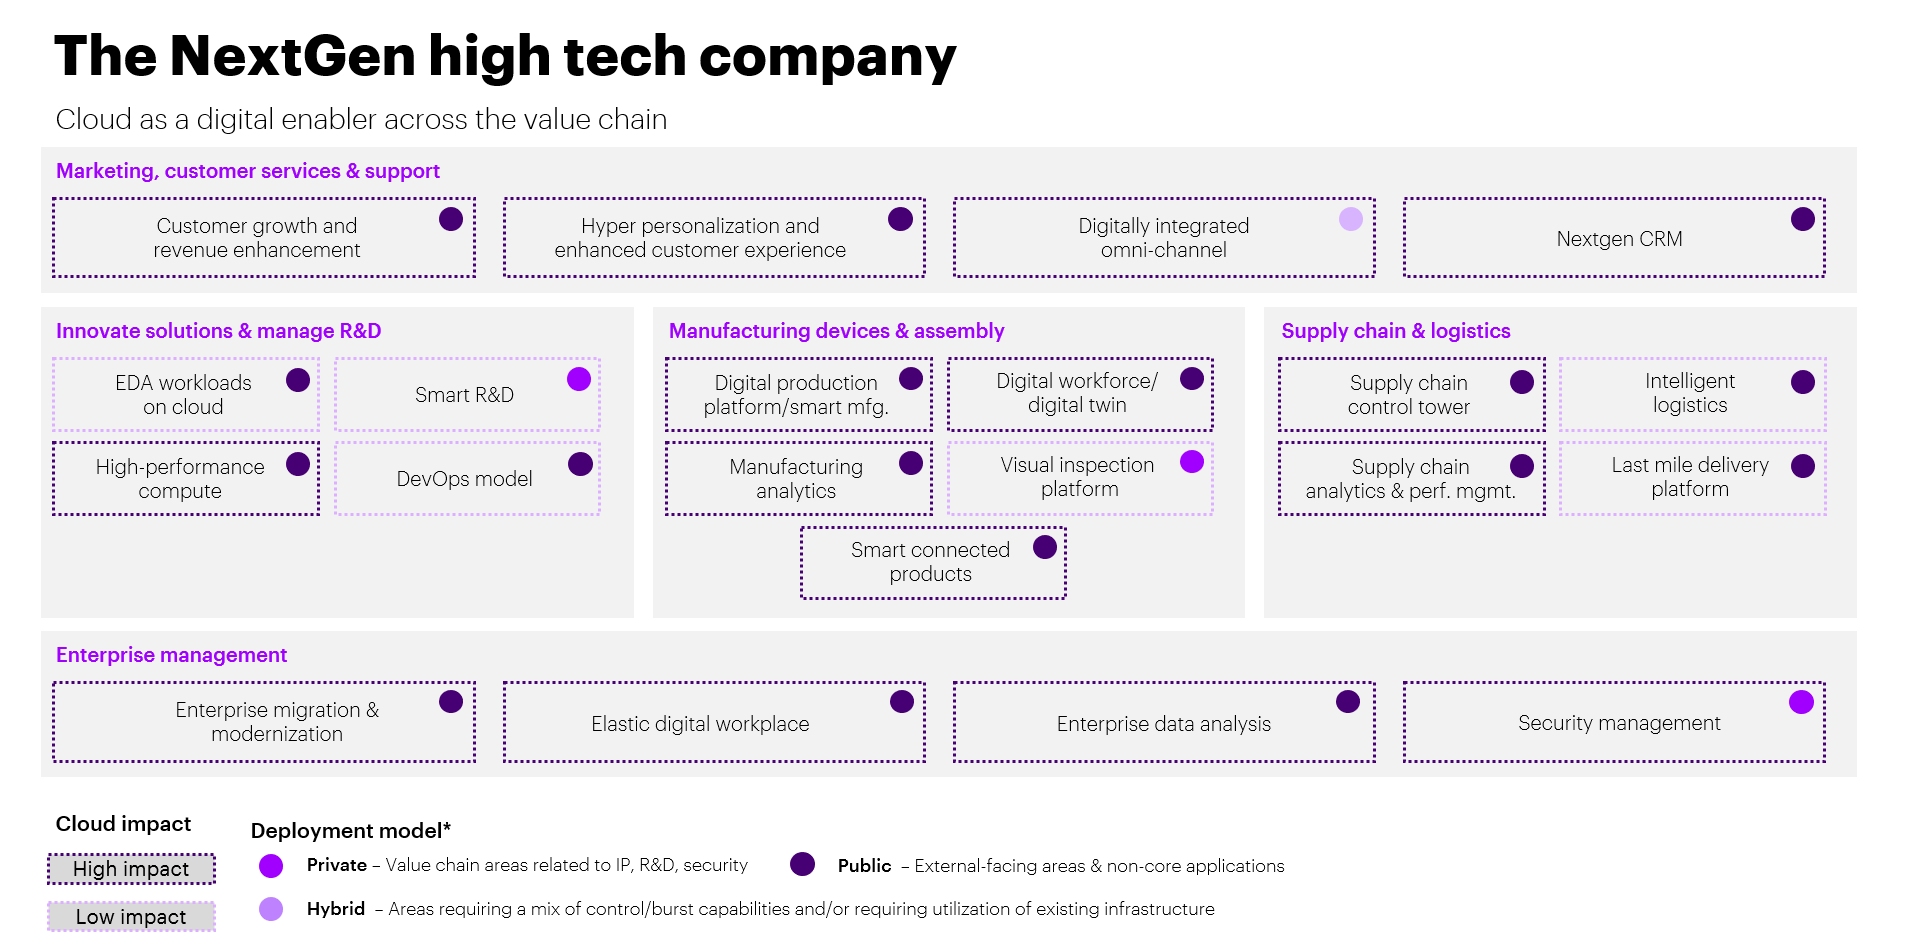 The NextGen high tech company
Cloud as a digital enabler across the value chain
Marketing, customer services & support
Customer growth and
revenue enhancement
Hyper personalization and
enhanced customer experience
Digitally integrated
omni-channel
Nextgen CRM
Innovate solutions & manage R&D
EDA workloads
on cloud
Smart R&D
High-performance
compute
DevOps model
Manufacturing devices & assembly
Digital production
platform/smart mfg.
Digital workforce/
digital twin
Manufacturing
analytics
Visual inspection
platform
Smart connected
products
Supply chain & logistics
Supply chain
control tower
Intelligent
logistics
Supply chain
analytics & perf. mgmt.
Last mile delivery
platform
Enterprise management
Enterprise migration &
modernization
Elastic digital workplace
Enterprise data analysis
Security management
Cloud impact
High impact
Low impact
Deployment model*
Private – Value chain areas related to IP, R&D, security
Public – External-facing areas & non-core applications
Hybrid – Areas requiring a mix of control/burst capabilities and/or requiring utilization of existing infrastructure